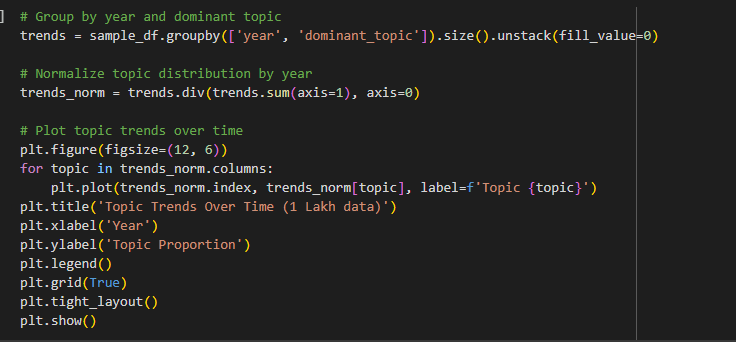 ]
# Group by year and dominant topic
trends = sample_df.groupby(['year', 'dominant_topic']).size().unstack(fill_value=0)
# Normalize topic distribution by year
trends_norm = trends.div(trends.sum(axis=1), axis=0)
# Plot topic trends over time
plt.figure(figsize=(12, 6))
for topic in trends_norm.columns:
    plt.plot(trends_norm.index, trends_norm[topic], label=f'Topic {topic}')
plt.title('Topic Trends Over Time (1 Lakh data)')
plt.xlabel('Year')
plt.ylabel('Topic Proportion')
plt.legend()
plt.grid(True)
plt.tight_layout()
plt.show()